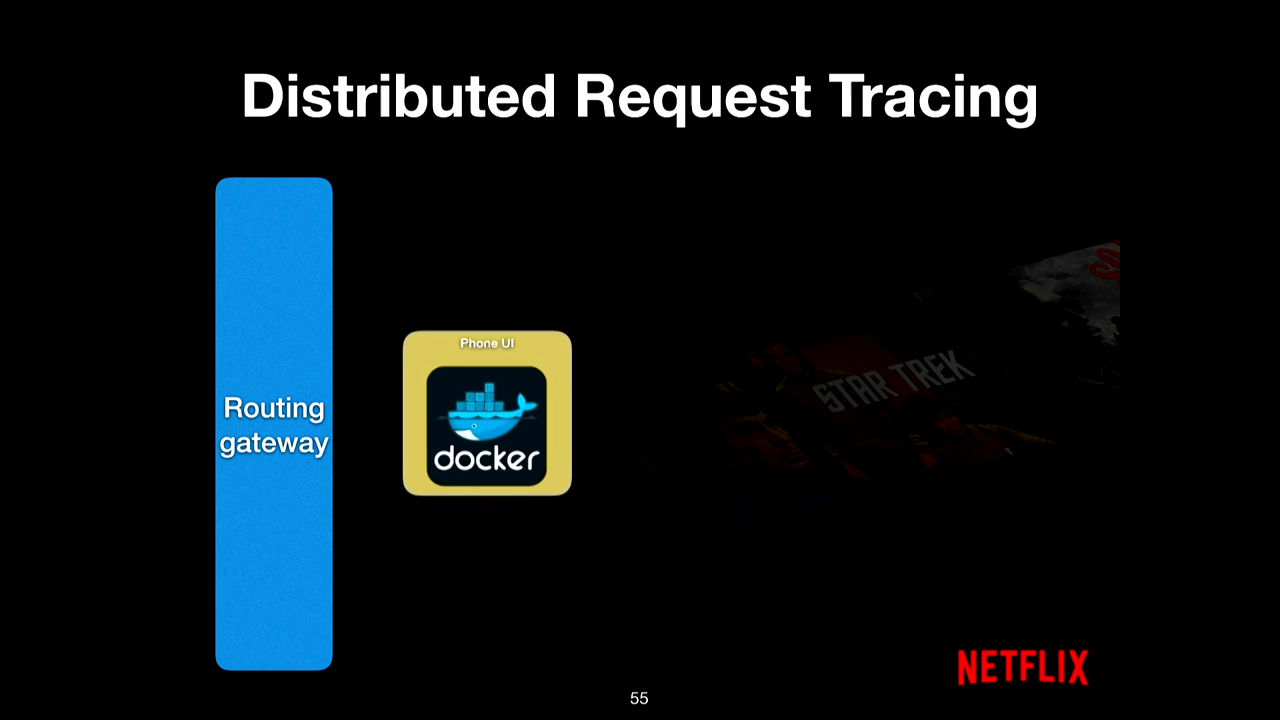 Distributed Request Tracing
Phone UI
Routing
gateway
docker
STAR TREK
NETFLIX
55